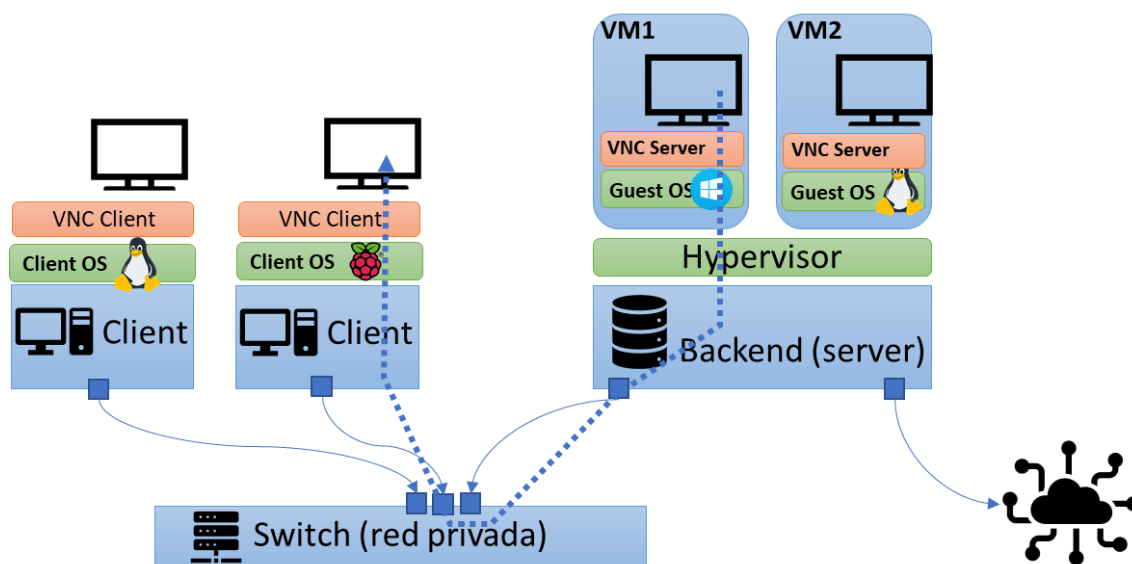 VM1
VM2
VNC Server
VNC Server
Guest OS
Guest OS
VNC Client
VNC Client
Client OS
Client OS
Hypervisor
Client
Client
Backend (server)
Switch (red privada)